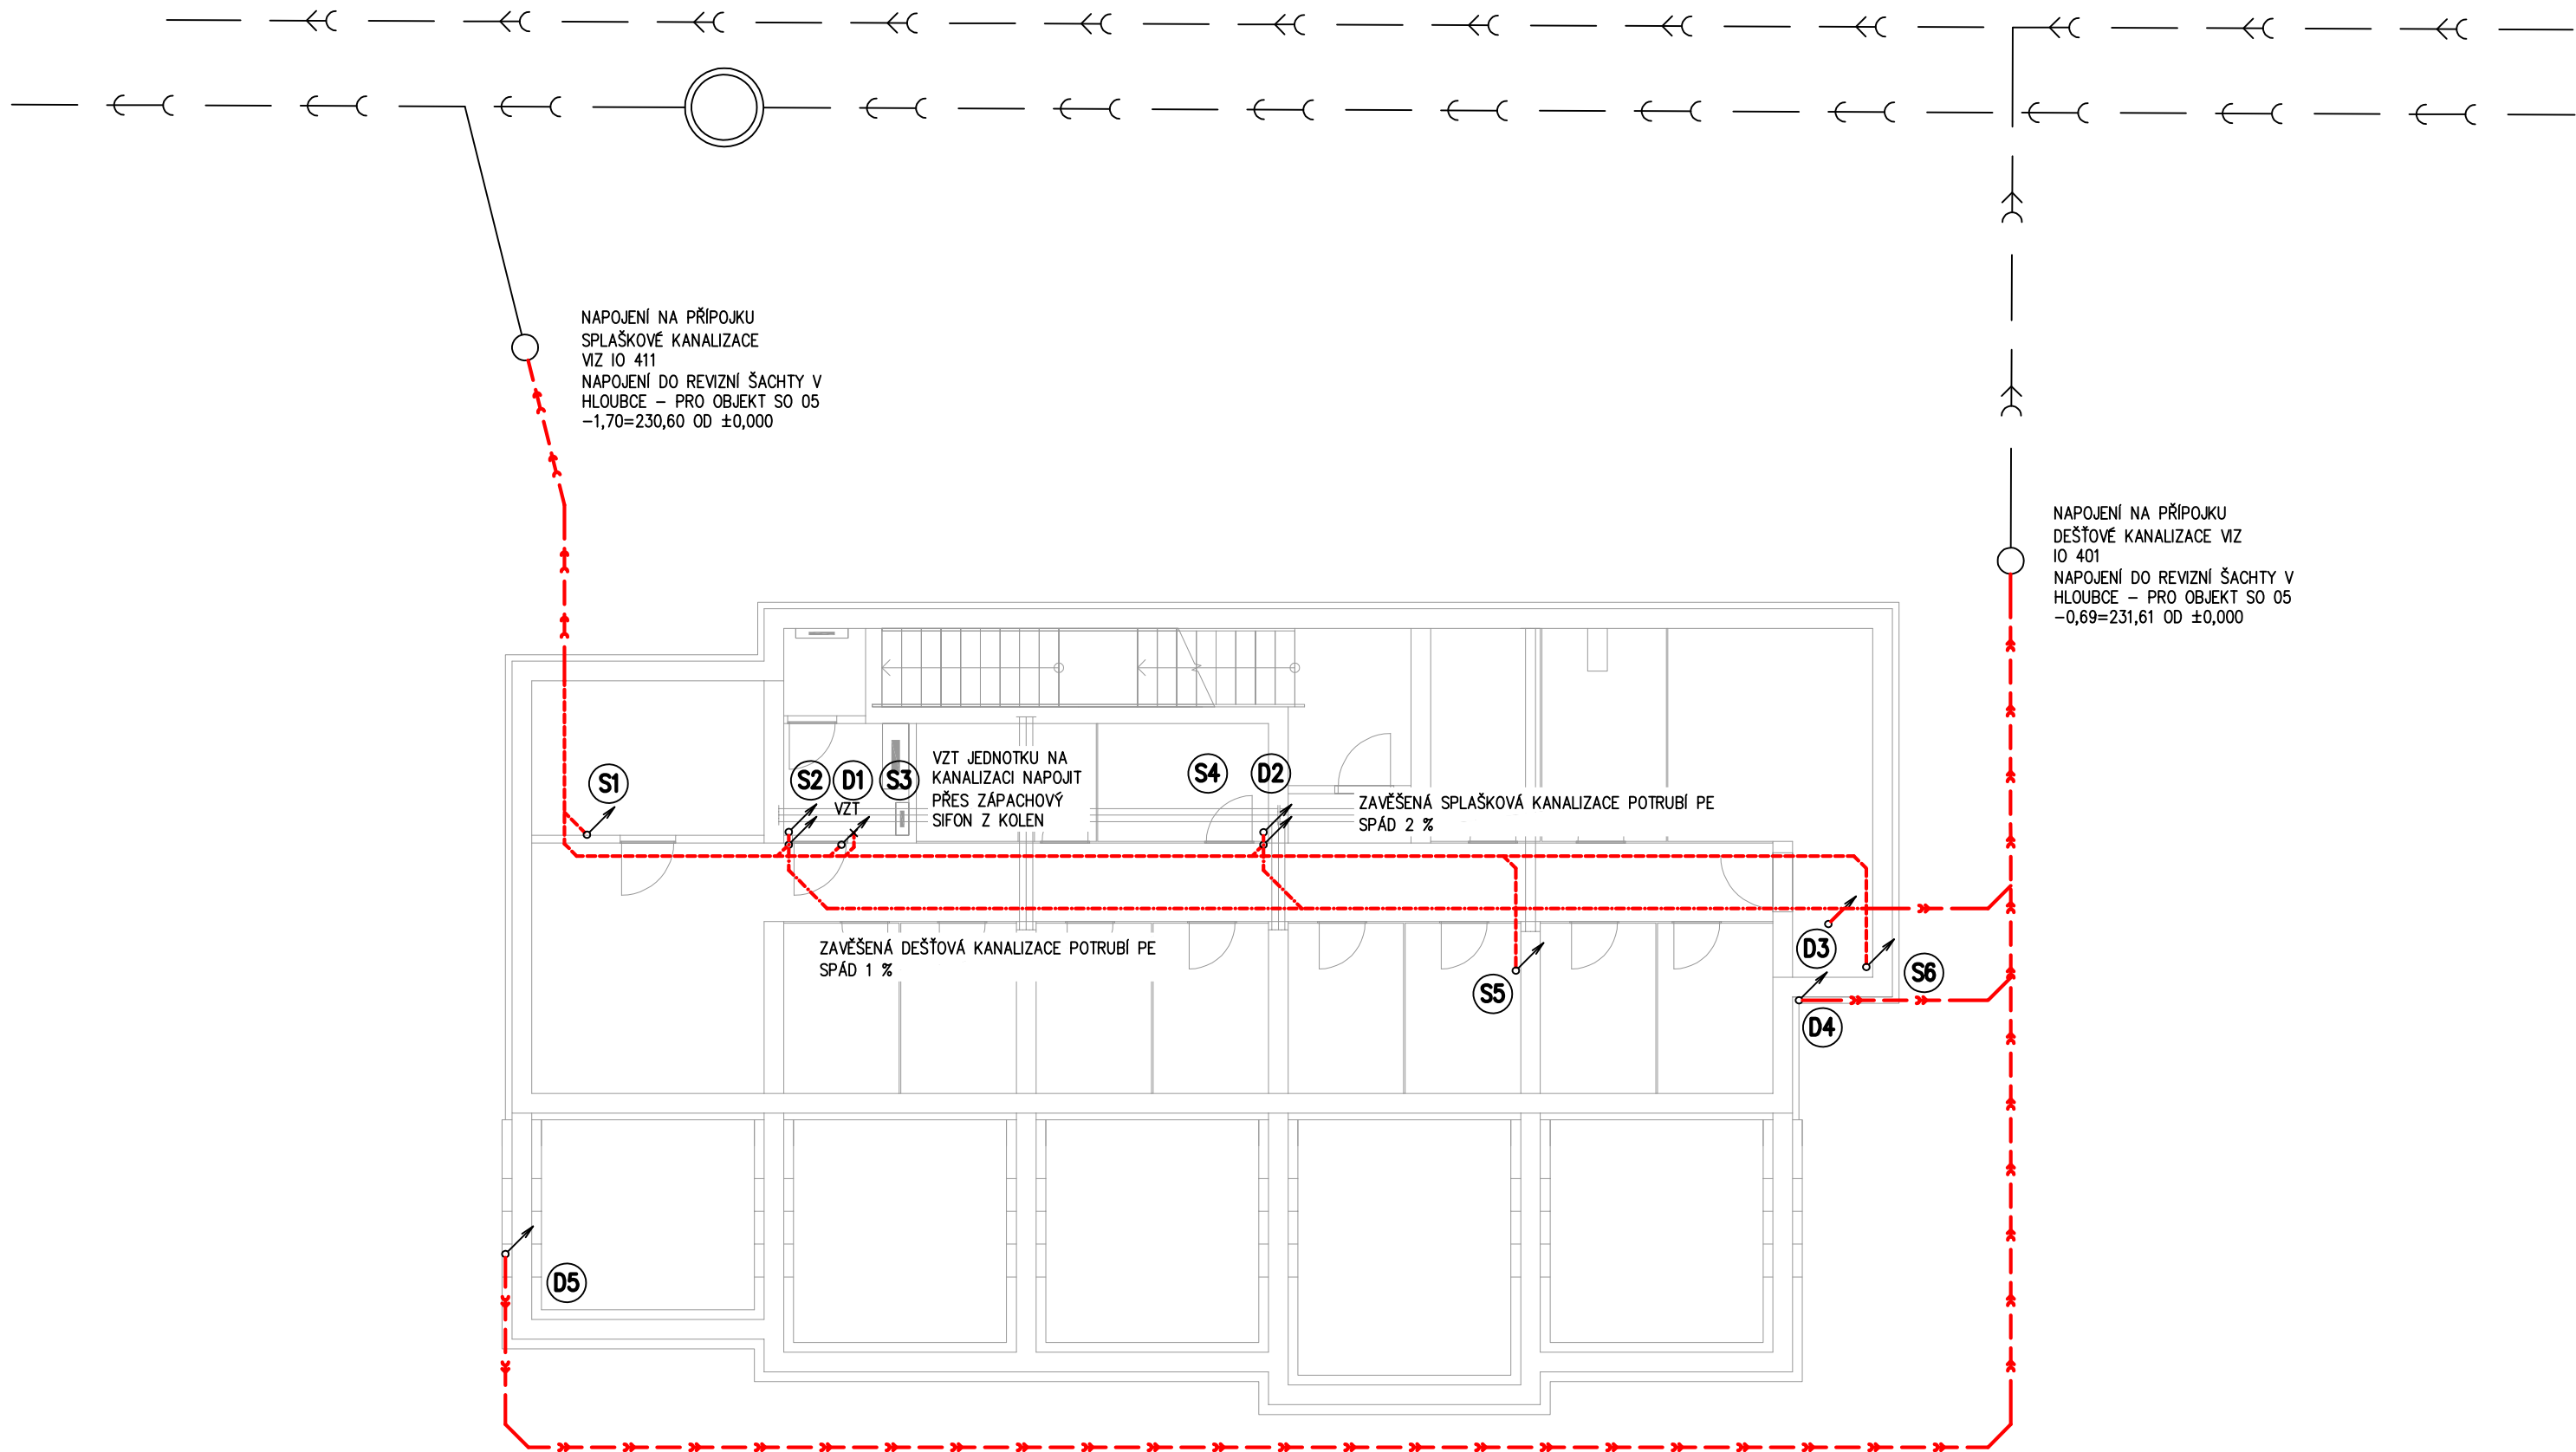 NAPOJENÍ NA PŘÍPOJKU
SPLAŠKOVÉ KANALIZACE
VIZ IO 411
NAPOJENÍ DO REVIZNÍ ŠACHTY V
HLOUBCE – PRO OBJEKT SO 05
–1,70=230,60 OD ±0,000
NAPOJENÍ NA PŘÍPOJKU
DEŠŤOVÉ KANALIZACE VIZ
IO 401
NAPOJENÍ DO REVIZNÍ ŠACHTY V
HLOUBCE – PRO OBJEKT SO 05
–0,69=231,61 OD ±0,000
S1
S2
D1
S3
VZT
VZT JEDNOTKU NA
KANALIZACI NAPOJIT
PŘES ZÁPACHOVÝ
SIFON Z KOLEN
S4
D2
ZAVĚŠENÁ SPLAŠKOVÁ KANALIZACE POTRUBÍ PE
SPÁD 2 %
ZAVĚŠENÁ DEŠŤOVÁ KANALIZACE POTRUBÍ PE
SPÁD 1 %
D3
S6
S5
D4
D5